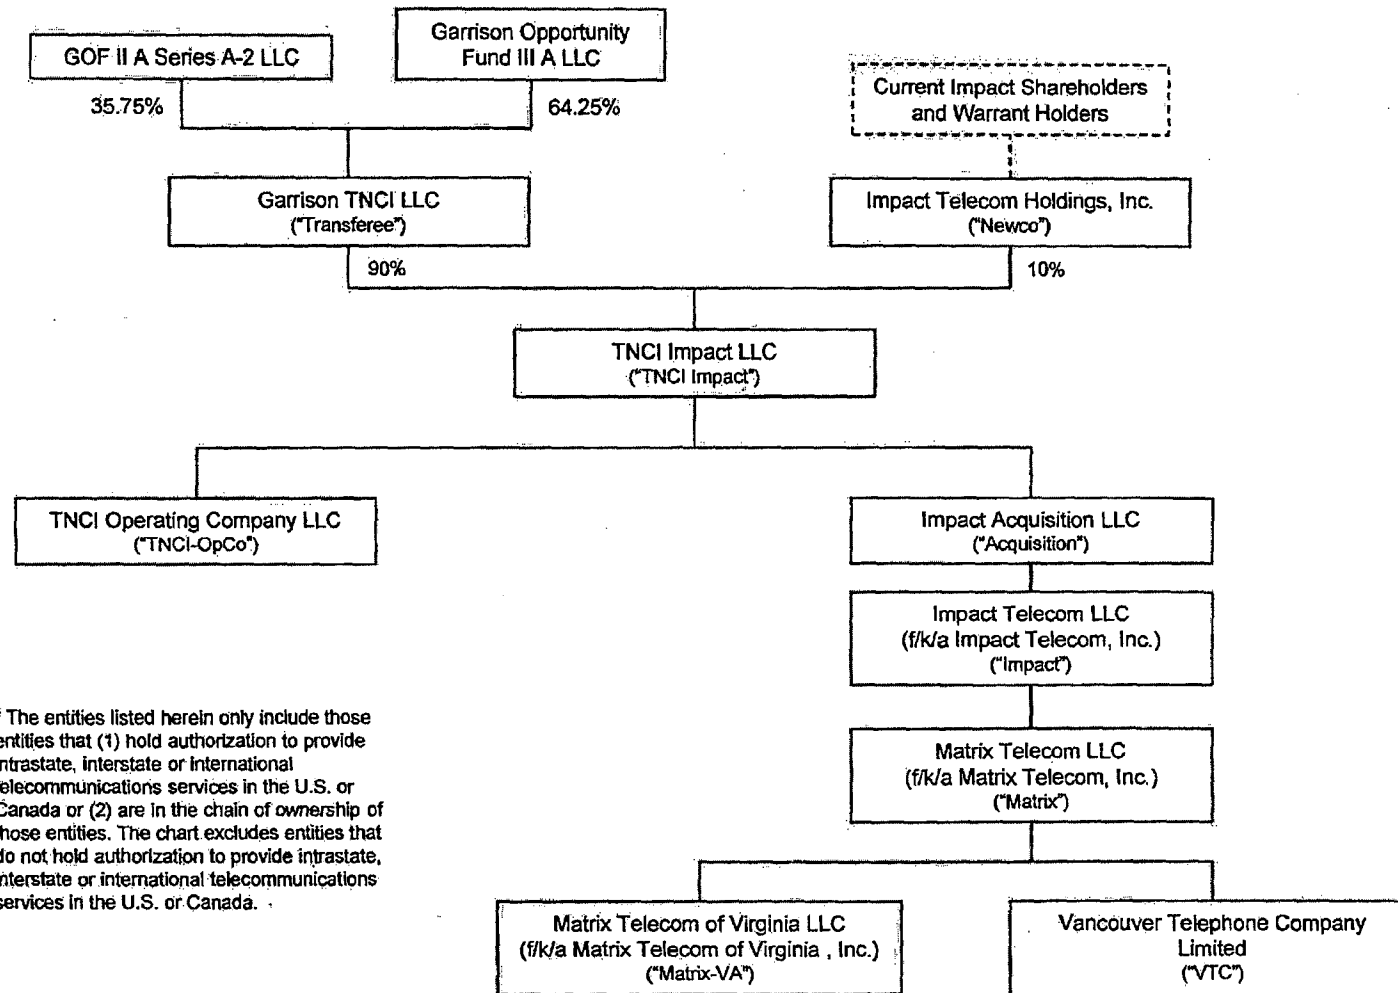 GOF II A Series A-2 LLC
Garrison Opportunity
Fund III A LLC
35.75%
64.25%
Current Impact Shareholders
and Warrant Holders
Garrison TNCI LLC
("Transferee")
Impact Telecom Holdings, Inc.
("Newco")
90%
10%
TNCI Impact LLC
("TNCI Impact")
TNCI Operating Company LLC
("TNCI-OpCo")
Impact Acquisition LLC
("Acquisition")
Impact Telecom LLC
(f/k/a Impact Telecom, Inc.)
("Impact")
Matrix Telecom LLC
(f/k/a Matrix Telecom, Inc.)
("Matrix")
The entities listed herein only include those
entities that (1) hold authorization to provide
intrastate, interstate or international
telecommunications services in the U.S. or
Canada or (2) are in the chain of ownership of
those entities. The chart excludes entities that
do not hold authorization to provide intrastate,
interstate or international telecommunications
services in the U.S. or Canada.
Matrix Telecom of Virginia LLC
(f/k/a Matrix Telecom of Virginia , Inc.)
("Matrix-VA")
Vancouver Telephone Company
Limited
("VTC")